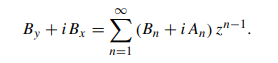 B_y + i B_x = \sum_{n=1}^{\infty} (B_n + i A_n) z^{n-1}.